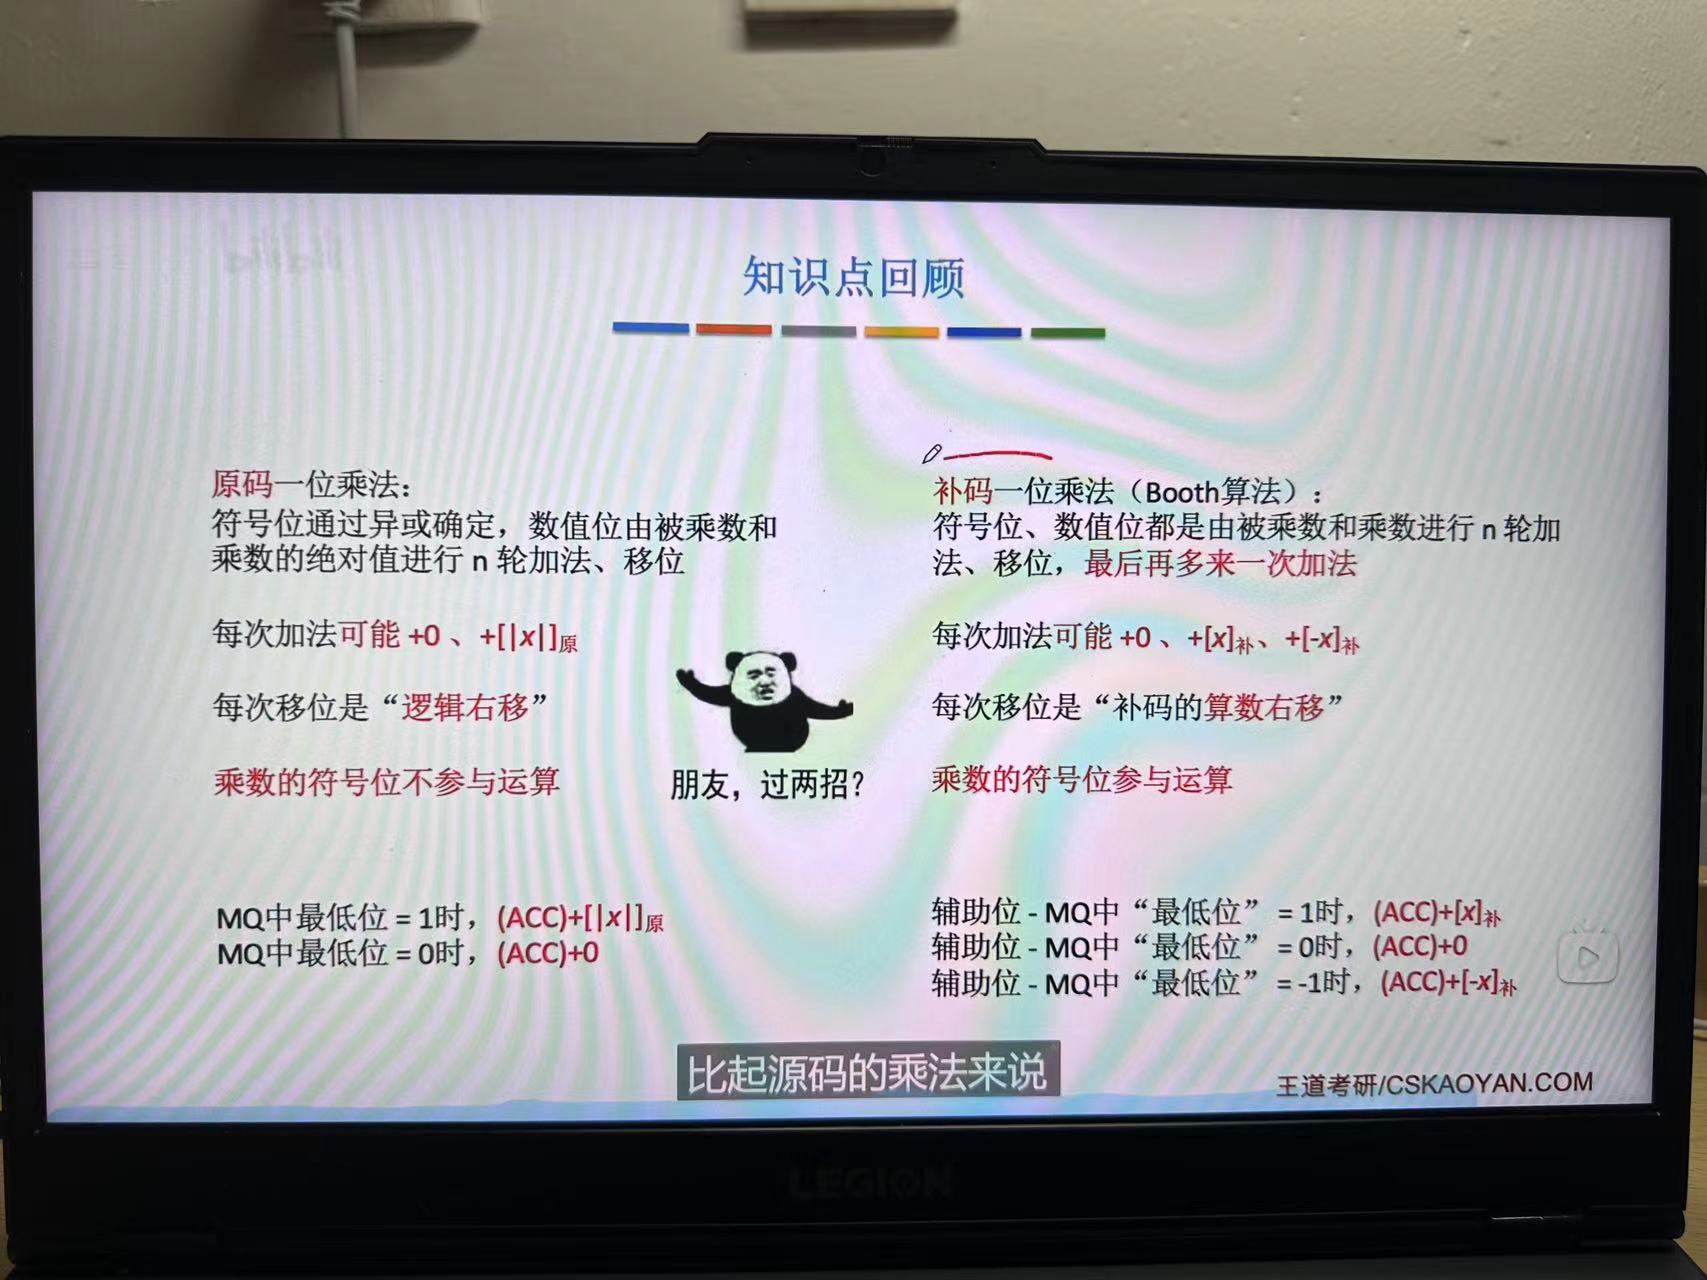 知识点回顾
原码一位乘法：
符号位通过异或确定，数值位由被乘数和
乘数的绝对值进行 n 轮加法、移位
每次加法可能 +0 、+[|x|]原
每次移位是“逻辑右移”
乘数的符号位不参与运算
MQ中最低位 = 1时，(ACC)+[|x|]原
MQ中最低位 = 0时，(ACC)+0
朋友，过两招？
补码一位乘法（Booth算法）：
符号位、数值位都是由被乘数和乘数进行 n 轮加
法、移位，最后再多来一次加法
每次加法可能 +0 、+[x]补、+[-x]补
每次移位是“补码的算数右移”
乘数的符号位参与运算
辅助位 - MQ中“最低位” = 1时，(ACC)+[x]补
辅助位 - MQ中“最低位” = 0时，(ACC)+0
辅助位 - MQ中“最低位” = -1时，(ACC)+[-x]补
比起源码的乘法来说
王道考研/CSKAOYAN.COM
LEGION